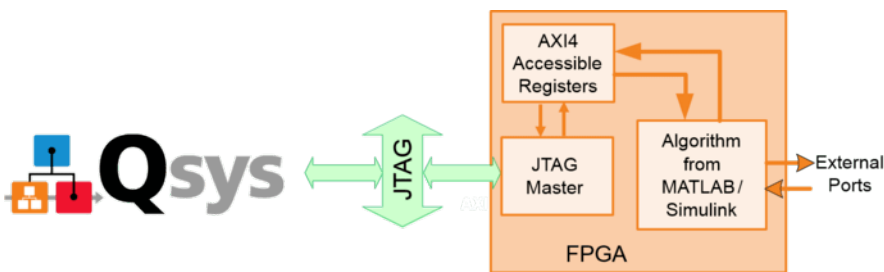 Qsys
JTAG
AXI4
Accessible
Registers
JTAG
Master
Algorithm
from
MATLAB/
Simulink
External
Ports
FPGA